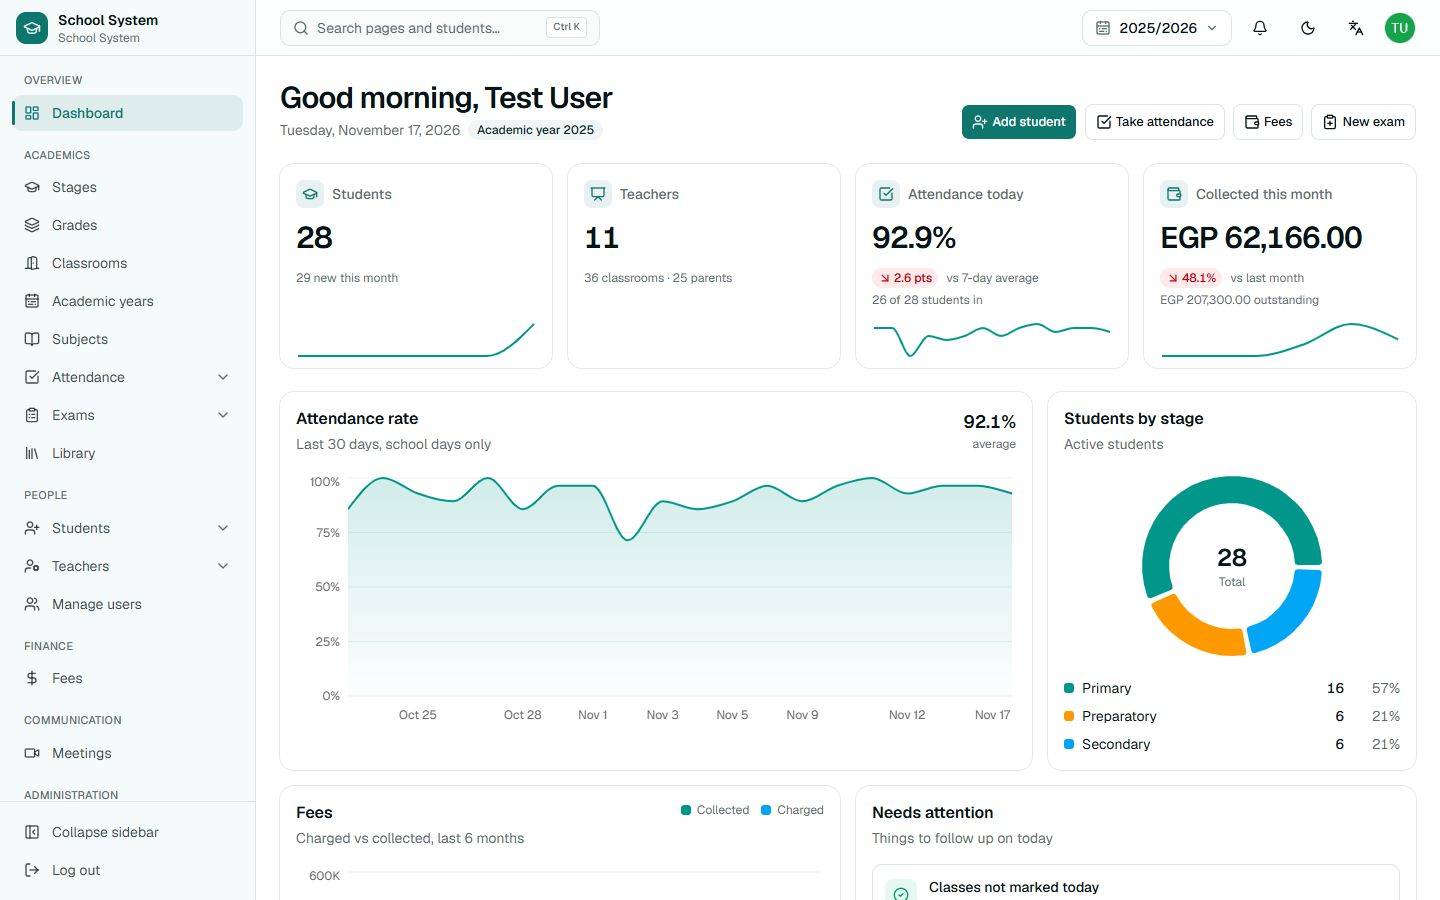 School System
School System
Search pages and students...
Ctrl K
2025/2026
TU
OVERVIEW
Dashboard
ACADEMICS
Stages
Grades
Classrooms
Academic years
Subjects
Attendance
Exams
Library
PEOPLE
Students
Teachers
Manage users
FINANCE
Fees
COMMUNICATION
Meetings
ADMINISTRATION
Collapse sidebar
Log out
Good morning, Test User
Tuesday, November 17, 2026 Academic year 2025
Add student
Take attendance
Fees
New exam
Students
28
29 new this month
Teachers
11
36 classrooms · 25 parents
Attendance today
92.9%
2.6 pts vs 7-day average
26 of 28 students in
Collected this month
EGP 62,166.00
48.1% vs last month
EGP 207,300.00 outstanding
Attendance rate
Last 30 days, school days only
92.1%
average
100%
75%
50%
25%
0%
Oct 25 Oct 28 Nov 1 Nov 3 Nov 5 Nov 9 Nov 12 Nov 17
Students by stage
Active students
28
Total
Primary 16 57%
Preparatory 6 21%
Secondary 6 21%
Fees
Charged vs collected, last 6 months
Collected Charged
600K
Needs attention
Things to follow up on today
Classes not marked today